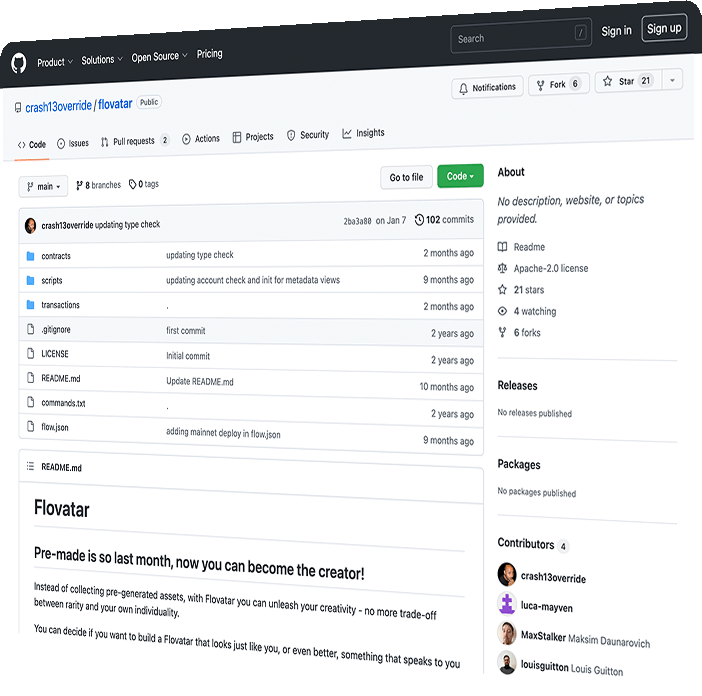 Product Solutions Open Source Pricing Search / Sign in Sign up
crash13override / flovatar Public Notifications Fork 6 Star 21
Code Issues Pull requests 2 Actions Projects Security Insights
main 8 branches 0 tags Go to file Code
crash13override updating type check 2ba3a80 on Jan 7 102 commits
contracts updating type check 2 months ago
scripts updating account check and init for metadata views 9 months ago
transactions . 2 months ago
.gitignore first commit 2 years ago
LICENSE Initial commit 2 years ago
README.md Update README.md 10 months ago
commands.txt . 2 years ago
flow.json adding mainnet deploy in flow.json 9 months ago
README.md
Flovatar
Pre-made is so last month, now you can become the creator!
Instead of collecting pre-generated assets, with Flovatar you can unleash your creativity - no more trade-off
between rarity and your own individuality.
You can decide if you want to build a Flovatar that looks just like you, or even better, something that speaks to you
About
No description, website, or topics
provided.
Readme
Apache-2.0 license
21 stars
4 watching
6 forks
Releases
No releases published
Packages
No packages published
Contributors 4
crash13override
luca-mayven
MaxStalker Maksim Daunarovich
louisguitton Louis Guitton